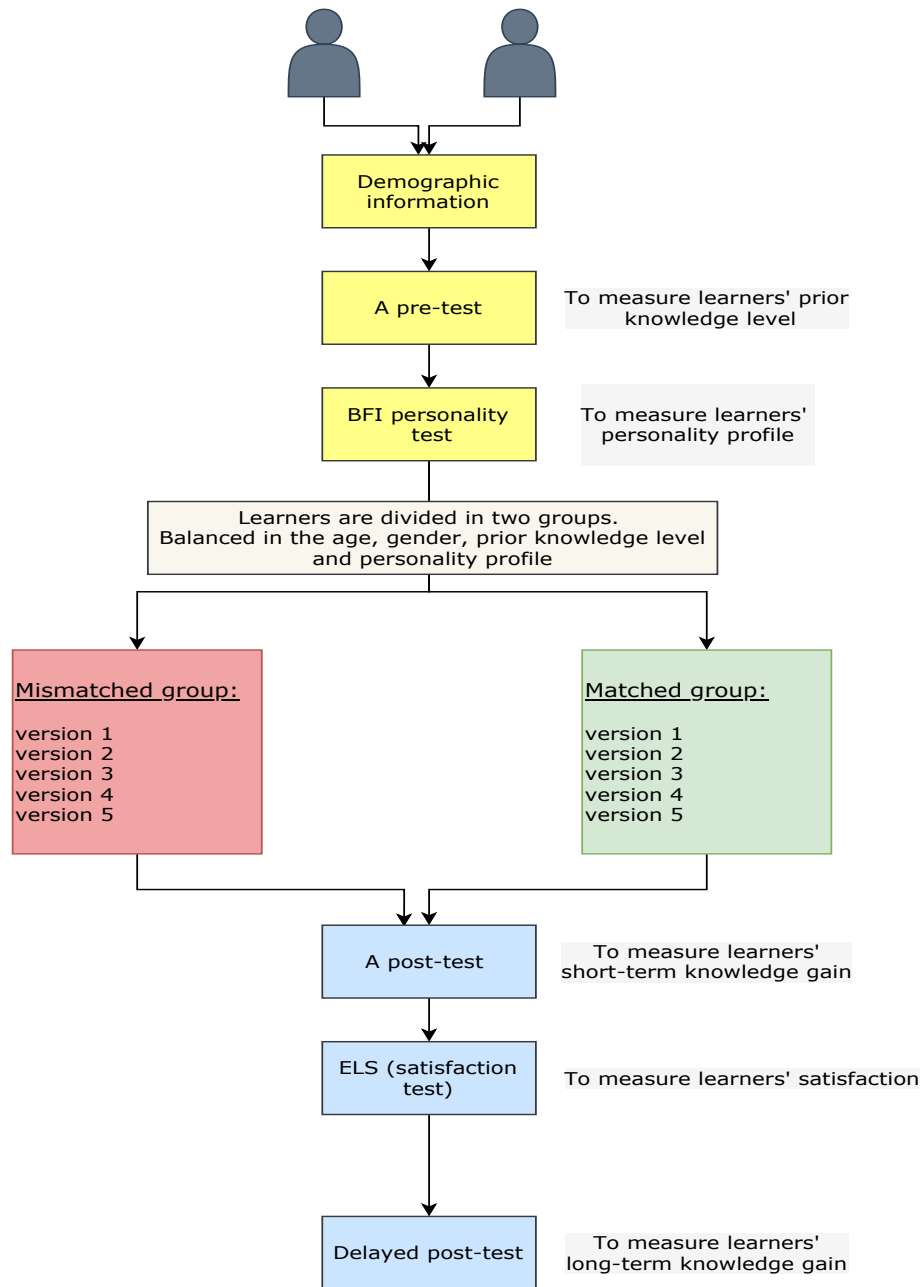 Demographic
information
A pre-test
To measure learners' prior
knowledge level
BFI personality
test
To measure learners'
personality profile
Learners are divided in two groups.
Balanced in the age, gender, prior knowledge level
and personality profile
Mismatched group:
version 1
version 2
version 3
version 4
version 5
Matched group:
version 1
version 2
version 3
version 4
version 5
A post-test
To measure learners'
short-term knowledge gain
ELS (satisfaction
test)
To measure learners' satisfaction
Delayed post-test
To measure learners'
long-term knowledge gain